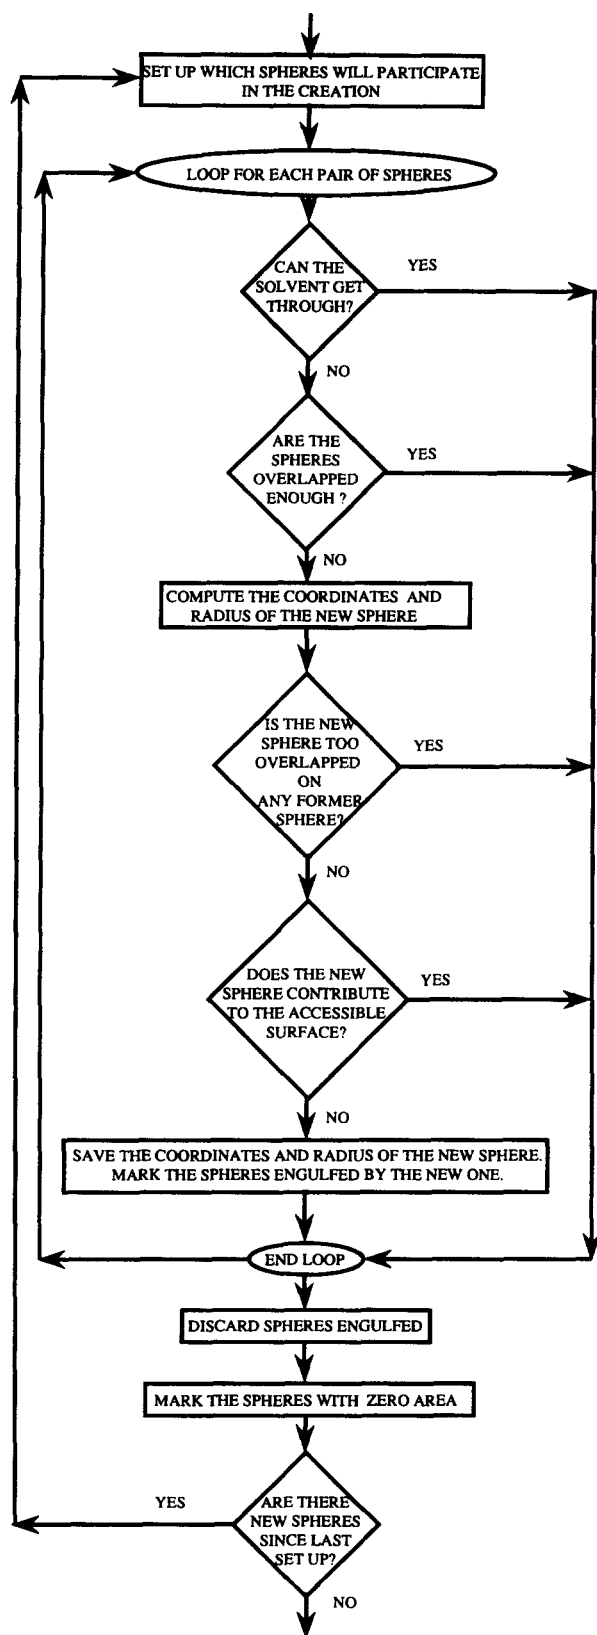 SET UP WHICH SPHERES WILL PARTICIPATE
IN THE CREATION
LOOP FOR EACH PAIR OF SPHERES
CAN THE
SOLVENT GET
THROUGH?
YES
NO
ARE THE
SPHERES
OVERLAPPED
ENOUGH ?
YES
NO
COMPUTE THE COORDINATES AND
RADIUS OF THE NEW SPHERE
IS THE NEW
SPHERE TOO
OVERLAPPED
ON
ANY FORMER
SPHERE?
YES
NO
DOES THE NEW
SPHERE CONTRIBUTE
TO THE ACCESSIBLE
SURFACE?
YES
NO
SAVE THE COORDINATES AND RADIUS OF THE NEW SPHERE.
MARK THE SPHERES ENGULFED BY THE NEW ONE.
END LOOP
DISCARD SPHERES ENGULFED
MARK THE SPHERES WITH ZERO AREA
YES
ARE THERE
NEW SPHERES
SINCE LAST
SET UP?
NO